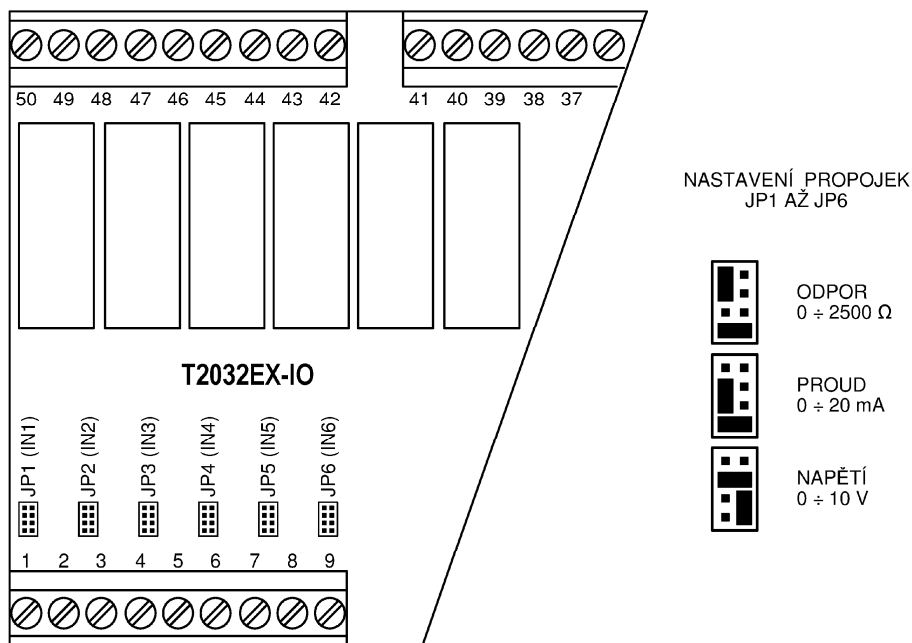 50 49 48 47 46 45 44 43 42 41 40 39 38 37
NASTAVENÍ PROPOJEK
JP1 AŽ JP6
ODPOR
0 ÷ 2500 Ω
PROUD
0 ÷ 20 mA
NAPĚTÍ
0 ÷ 10 V
T2032EX-IO
JP1 (IN1)
JP2 (IN2)
JP3 (IN3)
JP4 (IN4)
JP5 (IN5)
JP6 (IN6)
1 2 3 4 5 6 7 8 9